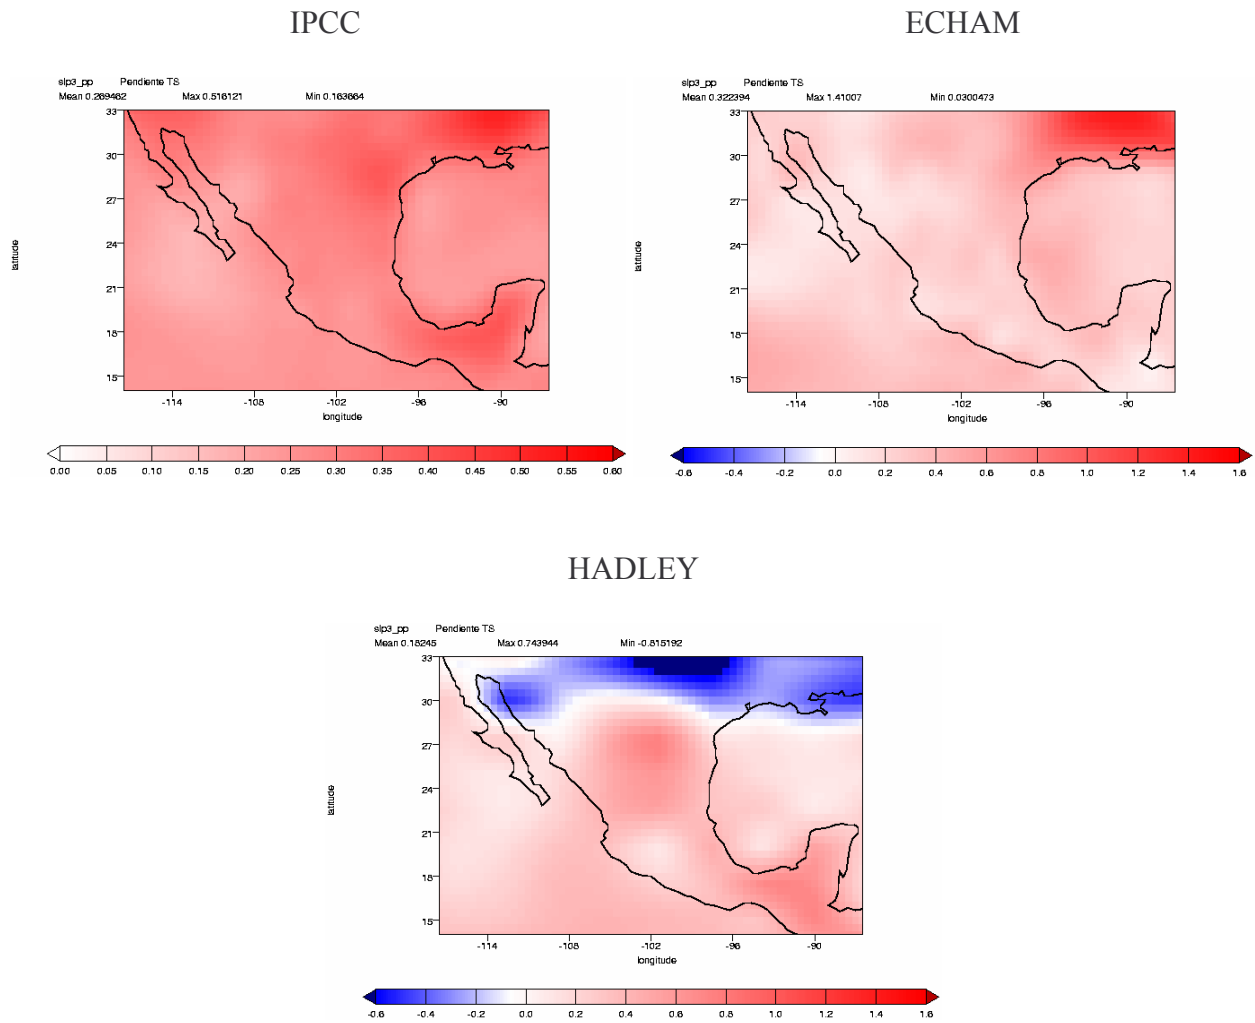 IPCC
ECHAM
slp3_pp Pendiente TS
Mean 0.269482 Max 0.516121 Min 0.163664
33
30
27
24
21
18
15
latitude
-114 -108 -102 -96 -90
longitude
0.00 0.05 0.10 0.15 0.20 0.25 0.30 0.35 0.40 0.45 0.50 0.55 0.60
slp3_pp Pendiente TS
Mean 0.322394 Max 1.41007 Min 0.0300473
33
30
27
24
21
18
15
latitude
-114 -108 -102 -96 -90
longitude
-0.6 -0.4 -0.2 0.0 0.2 0.4 0.6 0.8 1.0 1.2 1.4 1.6
HADLEY
slp3_pp Pendiente TS
Mean 0.18245 Max 0.743944 Min -0.815192
33
30
27
24
21
18
15
latitude
-114 -108 -102 -96 -90
longitude
-0.6 -0.4 -0.2 0.0 0.2 0.4 0.6 0.8 1.0 1.2 1.4 1.6